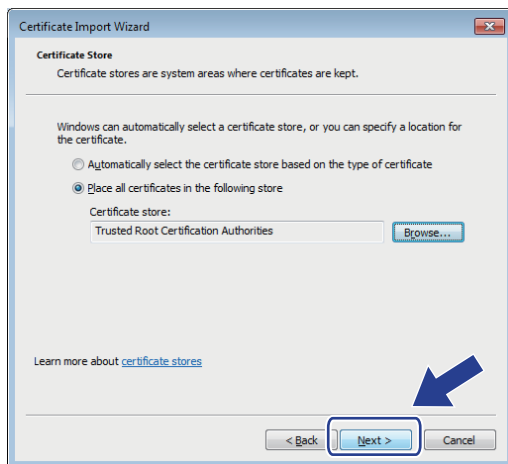 Certificate Import Wizard
Certificate Store
Certificate stores are system areas where certificates are kept.
Windows can automatically select a certificate store, or you can specify a location for
the certificate.
Automatically select the certificate store based on the type of certificate
Place all certificates in the following store
Certificate store:
Trusted Root Certification Authorities
Browse...
Learn more about certificate stores
< Back
Next >
Cancel